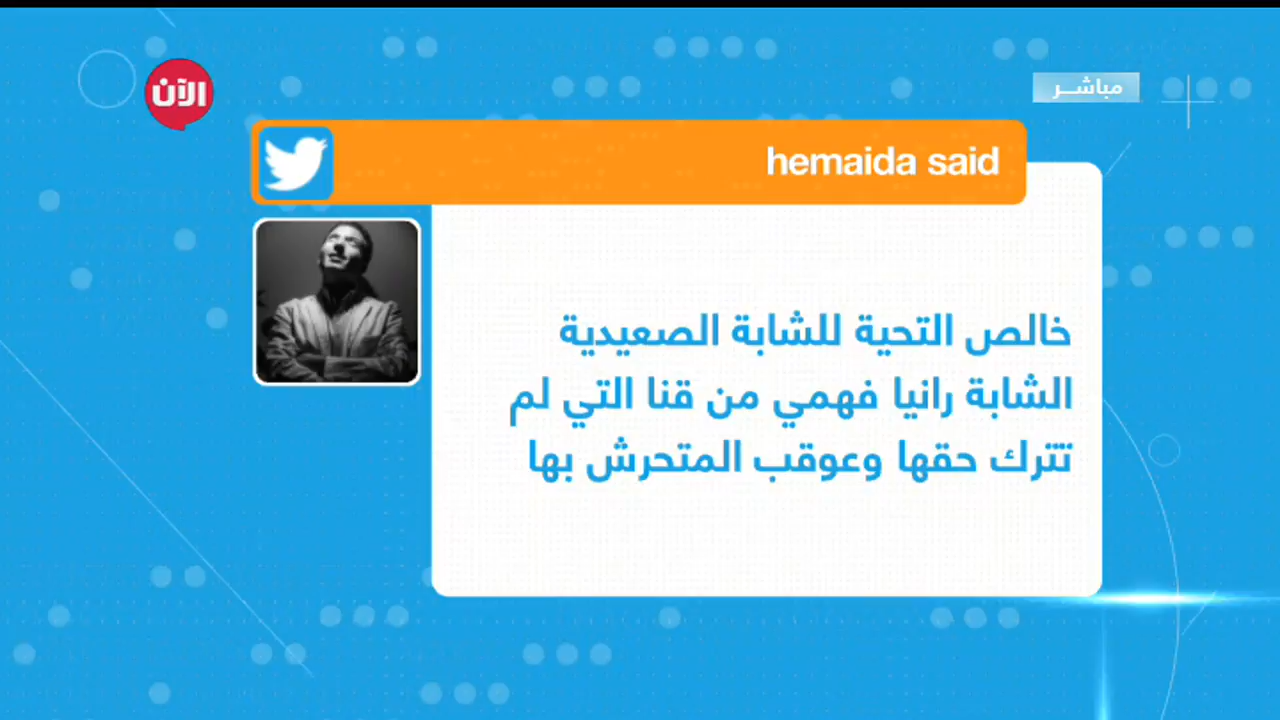 الآن
مباشر
hemaida said
خالص التحية للشابة الصعيدية
الشابة رانيا فهمي من قنا التي لم
تترك حقها وعوقب المتحرش بها